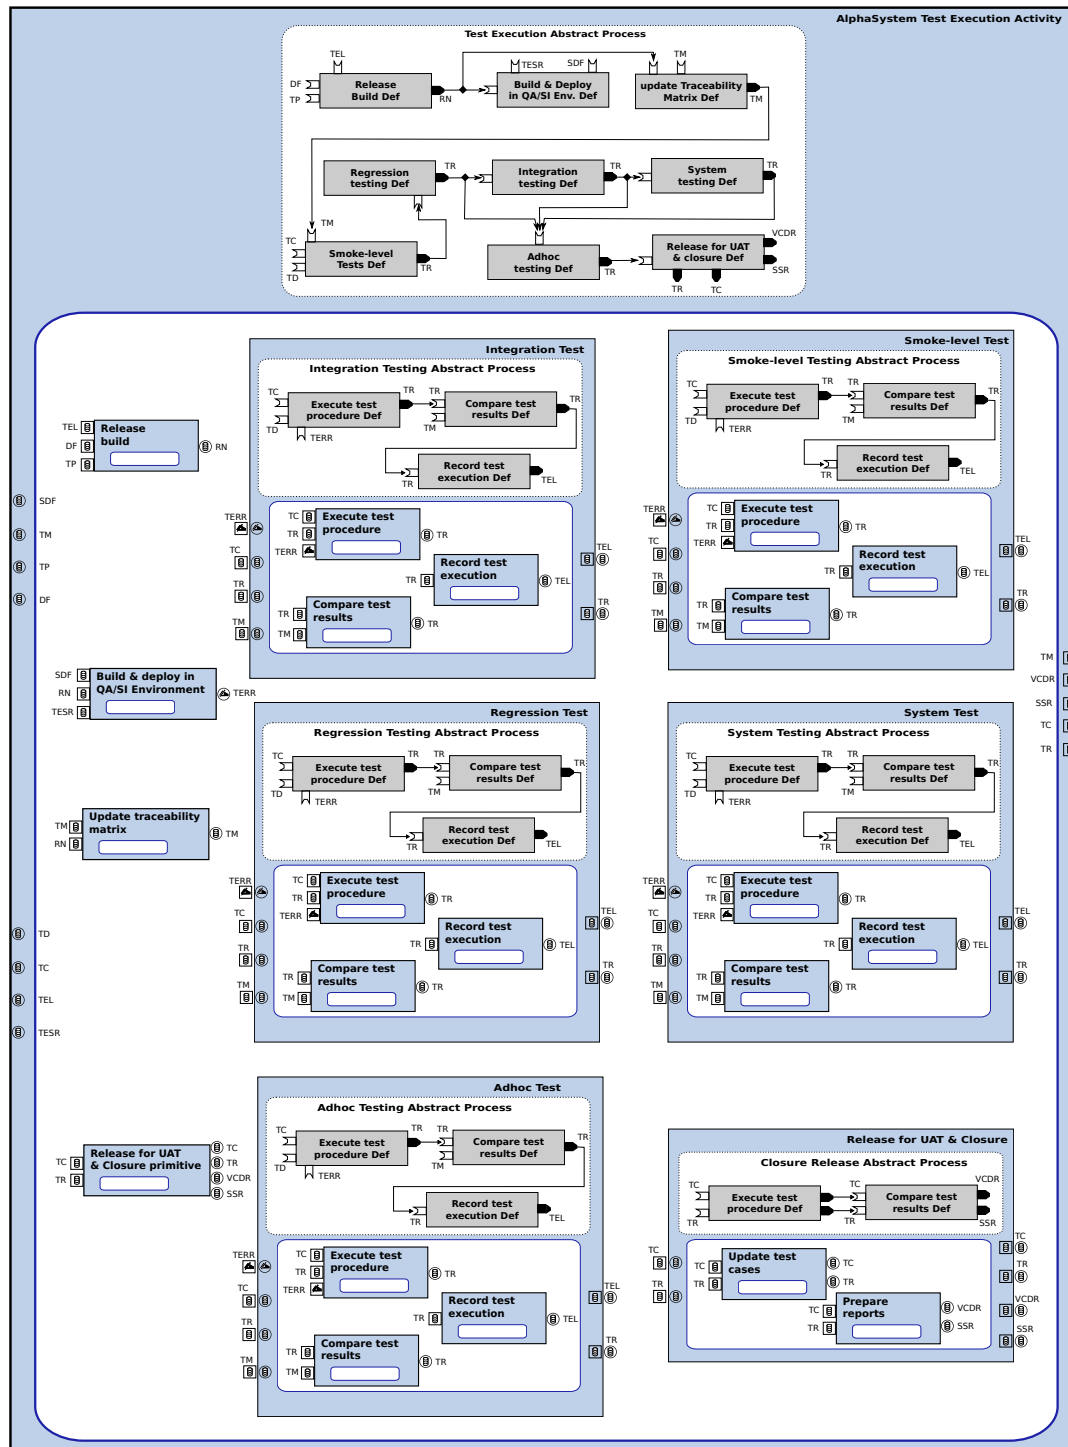 AlphaSystem Test Execution Activity
Test Execution Abstract Process
TEL
TESR
SDF
TM
DF
TP
Release
Build Def
RN
Build & Deploy
in QA/SI Env. Def
update Traceability
Matrix Def
TM
Regression
testing Def
TR
Integration
testing Def
TR
System
testing Def
TR
TM
TC
TD
Smoke-level
Tests Def
TR
Adhoc
testing Def
TR
Release for UAT
& closure Def
VCDR
SSR
TR
TC
SDF
TM
TP
DF
TD
TC
TEL
TESR
TM
VCDR
SSR
TC
TR
TEL
DF
TP
Release
build
RN
SDF
RN
TESR
Build & deploy in
QA/SI Environment
TERR
TM
RN
Update traceability
matrix
TM
TC
TR
Release for UAT
& Closure primitive
TC
TR
VCDR
SSR
Integration Test
Integration Testing Abstract Process
TC
TD
Execute test
procedure Def
TERR
TR
TR
TM
Compare test
results Def
TR
TR
Record test
execution Def
TEL
TERR
TC
TR
TM
TC
TR
TERR
Execute test
procedure
TR
TR
Record test
execution
TEL
TR
TM
Compare test
results
TR
TEL
TR
Smoke-level Test
Smoke-level Testing Abstract Process
TC
TD
Execute test
procedure Def
TERR
TR
TR
TM
Compare test
results Def
TR
TR
Record test
execution Def
TEL
TERR
TC
TR
TM
TC
TR
TERR
Execute test
procedure
TR
TR
Record test
execution
TEL
TR
TM
Compare test
results
TR
TEL
TR
Regression Test
Regression Testing Abstract Process
TC
TD
Execute test
procedure Def
TERR
TR
TR
TM
Compare test
results Def
TR
TR
Record test
execution Def
TEL
TERR
TC
TR
TM
TC
TR
TERR
Execute test
procedure
TR
TR
Record test
execution
TEL
TR
TM
Compare test
results
TR
TEL
TR
System Test
System Testing Abstract Process
TC
TD
Execute test
procedure Def
TERR
TR
TR
TM
Compare test
results Def
TR
TR
Record test
execution Def
TEL
TERR
TC
TR
TM
TC
TR
TERR
Execute test
procedure
TR
TR
Record test
execution
TEL
TR
TM
Compare test
results
TR
TEL
TR
Adhoc Test
Adhoc Testing Abstract Process
TC
TD
Execute test
procedure Def
TERR
TR
TR
TM
Compare test
results Def
TR
TR
Record test
execution Def
TEL
TERR
TC
TR
TM
TC
TR
TERR
Execute test
procedure
TR
TR
Record test
execution
TEL
TR
TM
Compare test
results
TR
TEL
TR
Release for UAT & Closure
Closure Release Abstract Process
TC
TR
Execute test
procedure Def
TC
TR
Compare test
results Def
VCDR
SSR
TC
TR
TC
TR
Update test
cases
TC
TR
TC
TR
Prepare
reports
VCDR
SSR
TC
TR
VCDR
SSR